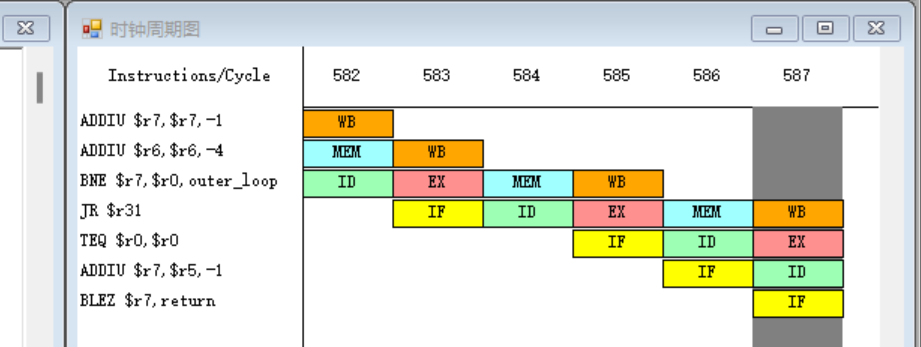 时钟周期图
Instructions/Cycle 582 583 584 585 586 587
ADDIU $r7,$r7,-1 WB
ADDIU $r6,$r6,-4 MEM WB
BNE $r7,$r0,outer_loop ID EX MEM WB
JR $r31 IF ID EX MEM WB
TEQ $r0,$r0 IF ID EX
ADDIU $r7,$r5,-1 IF ID
BLEZ $r7,return IF